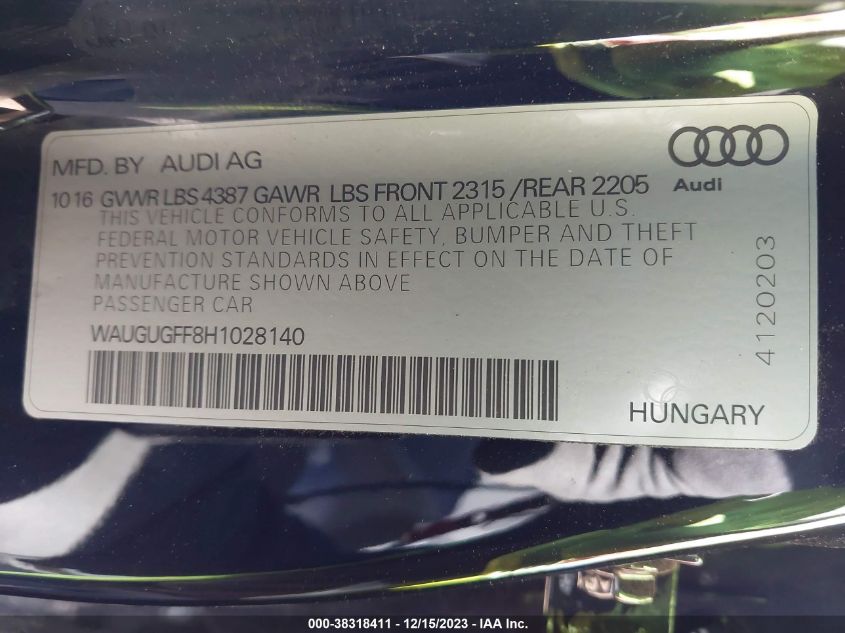 MFD. BY AUDI AG
Audi
10 16 GVWR LBS 4387 GAWR LBS FRONT 2315 /REAR 2205
THIS VEHICLE CONFORMS TO ALL APPLICABLE U.S.
FEDERAL MOTOR VEHICLE SAFETY, BUMPER AND THEFT
PREVENTION STANDARDS IN EFFECT ON THE DATE OF
MANUFACTURE SHOWN ABOVE
PASSENGER CAR
WAUGUGFF8H1028140
4120203
HUNGARY
000-38318411 - 12/15/2023 - IAA Inc.